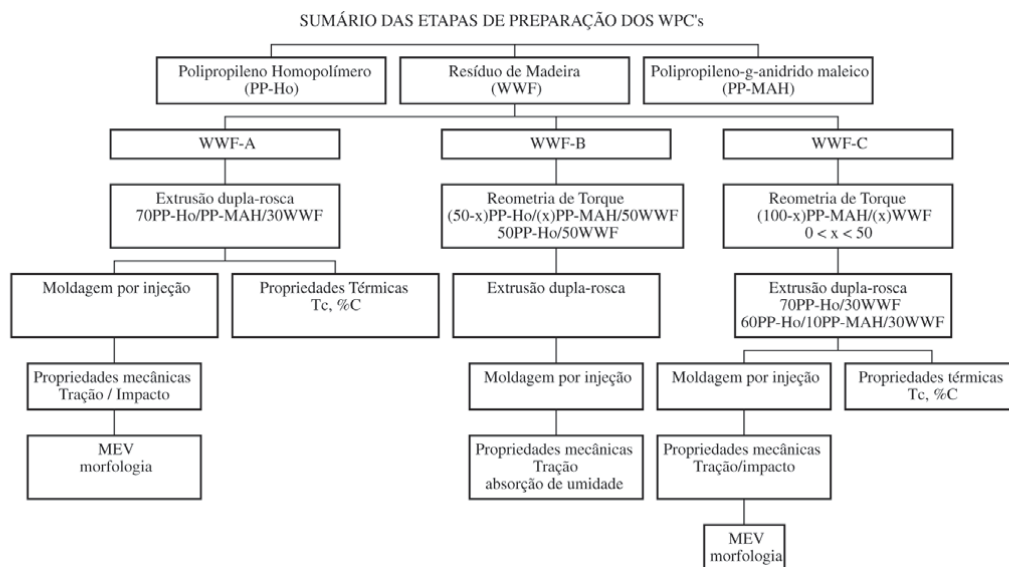 SUMÁRIO DAS ETAPAS DE PREPARAÇÃO DOS WPC's
Polipropileno Homopolímero
(PP-Ho)
Resíduo de Madeira
(WWF)
Polipropileno-g-anidrido maleico
(PP-MAH)
WWF-A
WWF-B
WWF-C
Extrusão dupla-rosca
70PP-Ho/PP-MAH/30WWF
Reometria de Torque
(50-x)PP-Ho/(x)PP-MAH/50WWF
50PP-Ho/50WWF
Reometria de Torque
(100-x)PP-MAH/(x)WWF
0 < x < 50
Moldagem por injeção
Propriedades Térmicas
Tc, %C
Extrusão dupla-rosca
Extrusão dupla-rosca
70PP-Ho/30WWF
60PP-Ho/10PP-MAH/30WWF
Propriedades mecânicas
Tração / Impacto
Moldagem por injeção
Moldagem por injeção
Propriedades térmicas
Tc, %C
MEV
morfologia
Propriedades mecânicas
Tração
absorção de umidade
Propriedades mecânicas
Tração/impacto
MEV
morfologia